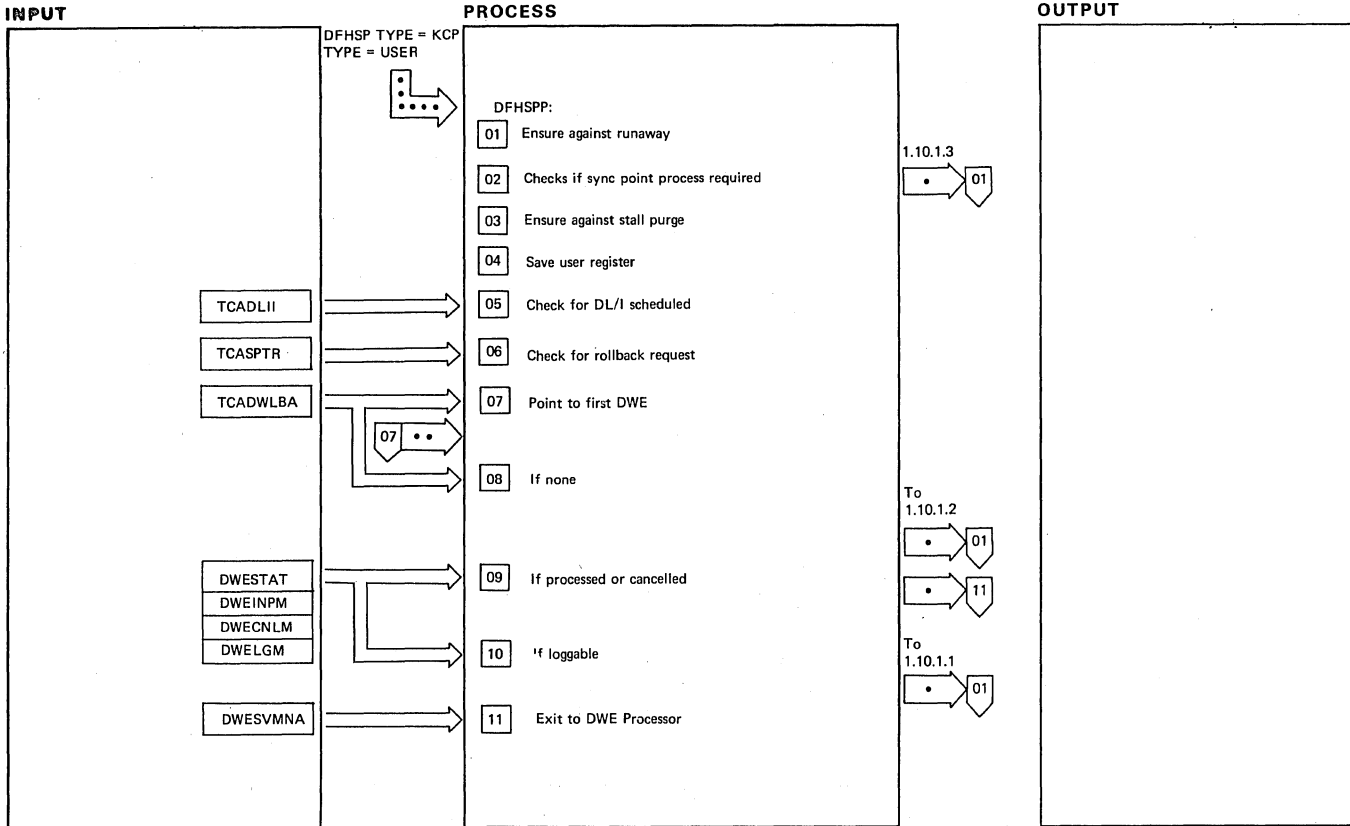 INPUT
PROCESS
OUTPUT
DFHSP TYPE = KCP
TYPE = USER
DFHSPP:
01 Ensure against runaway
1.10.1.3
02 Checks if sync point process required
01
03 Ensure against stall purge
04 Save user register
TCADLII
05 Check for DL/I scheduled
TCASPTR
06 Check for rollback request
TCADWLBA
07 Point to first DWE
07
08 If none
To
1.10.1.2
01
DWESTAT
09 If processed or cancelled
11
DWEINPM
DWECNLM
DWELGM
10 'f loggable
To
1.10.1.1
01
DWESVMNA
11 Exit to DWE Processor